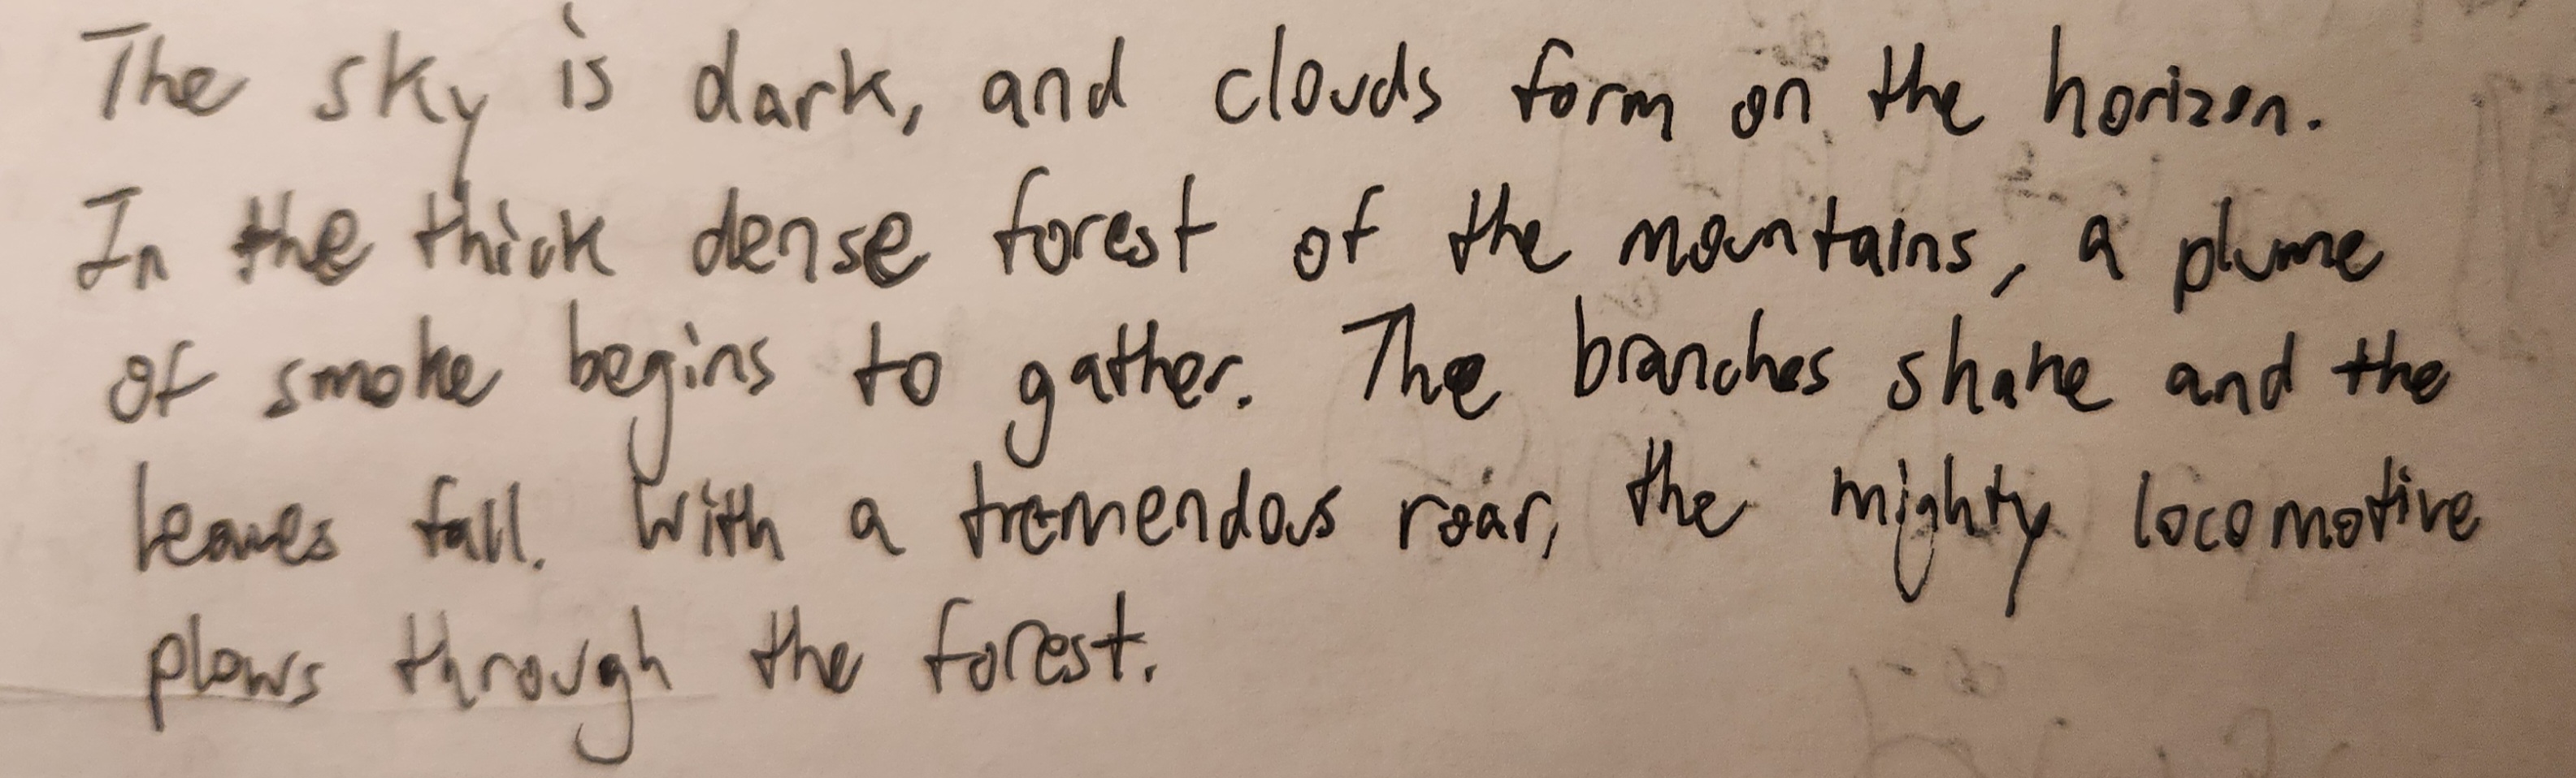 The sky is dark, and clouds form on the horizon.
In the thick dense forest of the mountains, a plume
of smoke begins to gather. The branches shake and the
leaves fall. With a tremendous roar, the mighty locomotive
plows through the forest.